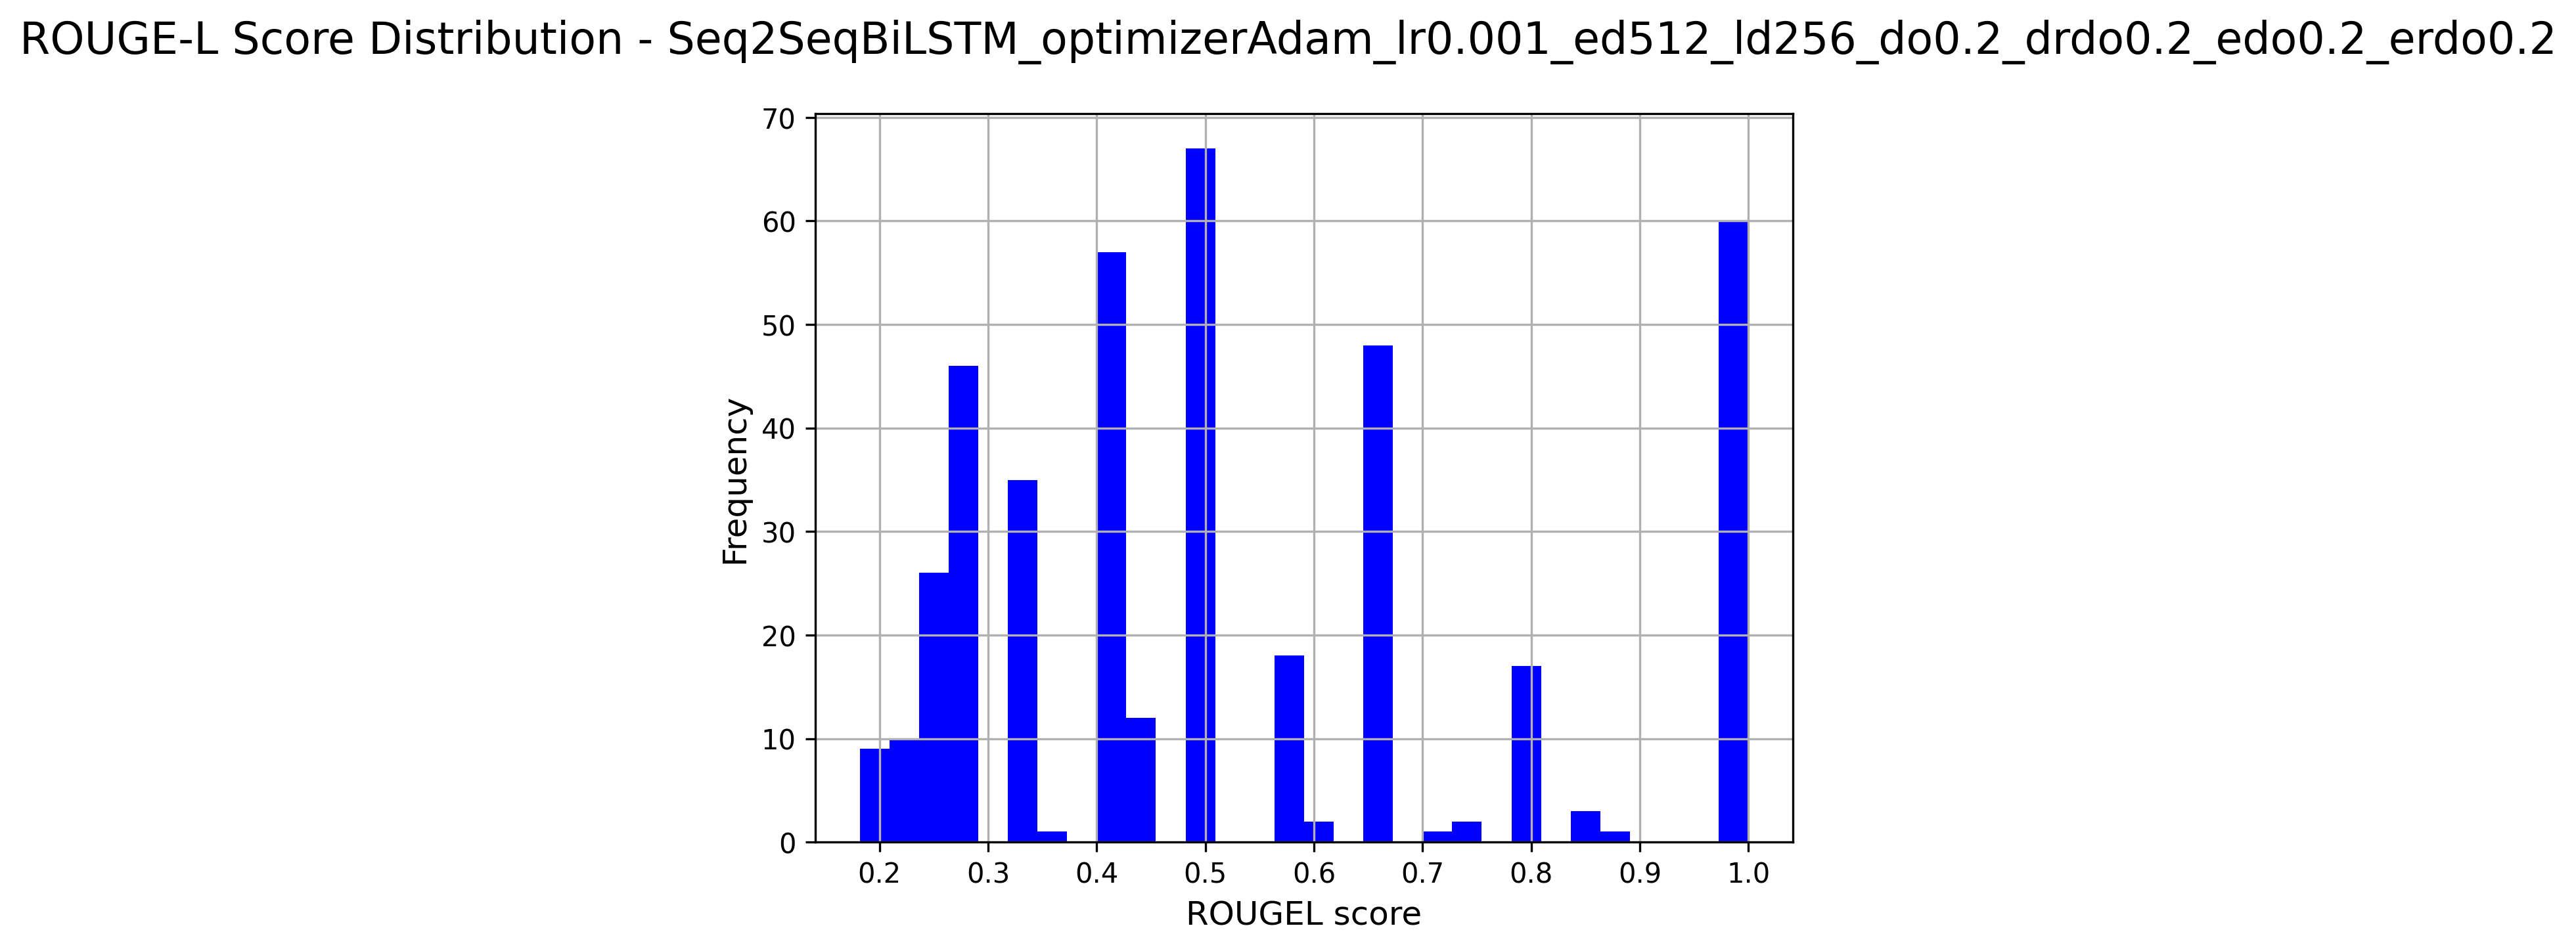 ROUGE-L Score Distribution - Seq2SeqBiLSTM_optimizerAdam_lr0.001_ed512_ld256_do0.2_drdo0.2_edo0.2_erdo0.2
70
60
50
40
30
20
10
0
Frequency
0.2 0.3 0.4 0.5 0.6 0.7 0.8 0.9 1.0
ROUGEL score